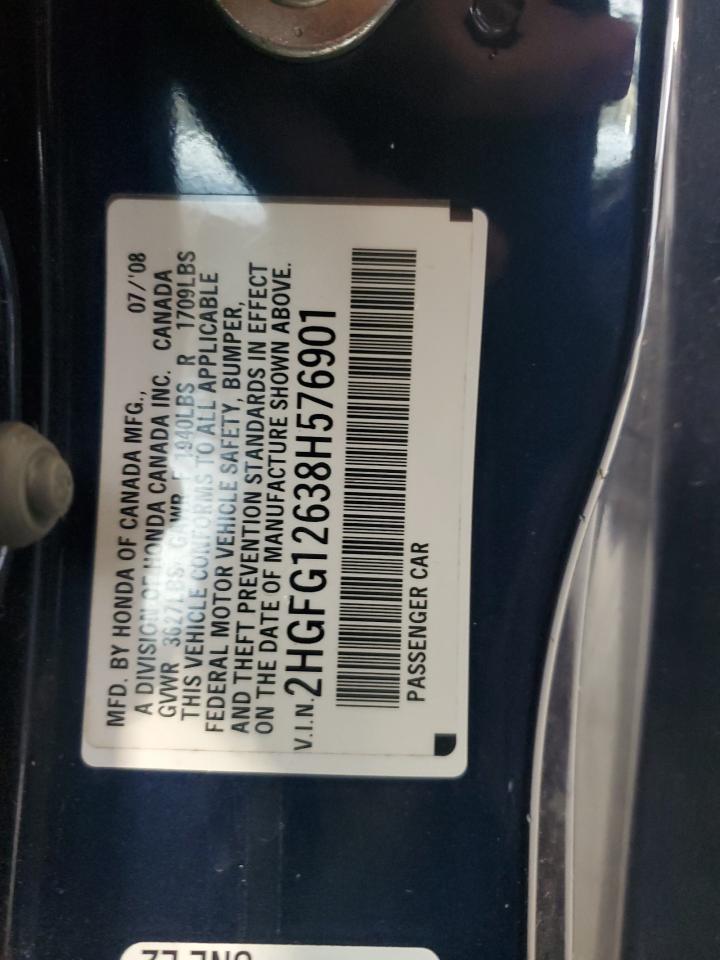 MFD. BY HONDA OF CANADA MFG., 07/'08
A DIVISION OF HONDA CANADA INC. CANADA
GVWR 3627LBS GAWR F 1940LBS R 1709LBS
THIS VEHICLE CONFORMS TO ALL APPLICABLE
FEDERAL MOTOR VEHICLE SAFETY, BUMPER,
AND THEFT PREVENTION STANDARDS IN EFFECT
ON THE DATE OF MANUFACTURE SHOWN ABOVE.
V.I.N. 2HGFG12638H576901
PASSENGER CAR